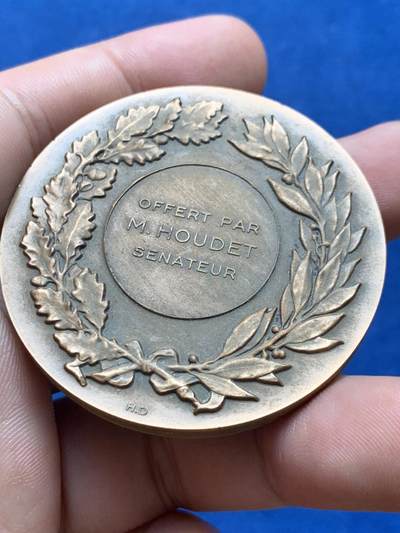 OFFERT PAR
M. HOUDET
SENATEUR
H.D